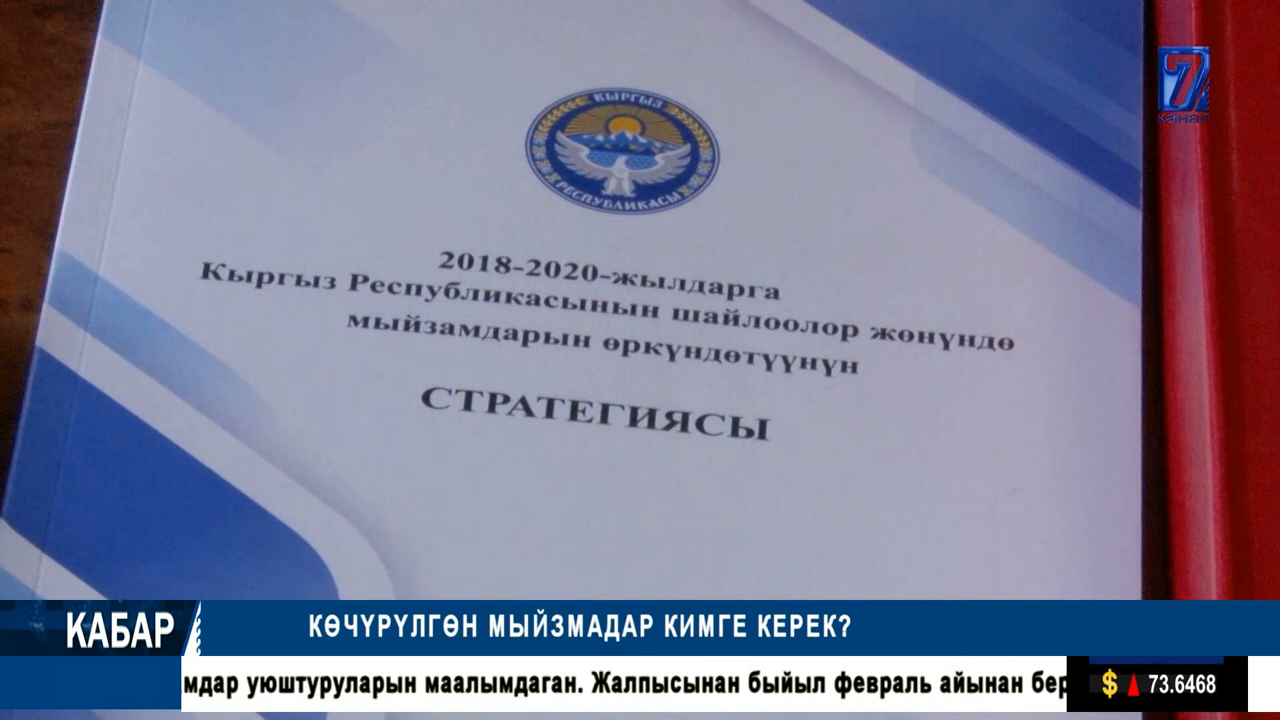 7
канал
КЫРГЫЗ
РЕСПУБЛИКАСЫ
2018-2020-жылдарга
Кыргыз Республикасынын шайлоолор жөнүндө
мыйзамдарын өркүндөтүүнүн
СТРАТЕГИЯСЫ
КАБАР
КӨЧҮРҮЛГӨН МЫЙЗМАДАР КИМГЕ КЕРЕК?
мдар уюштуруларын маалымдаган. Жалпысынан быйыл февраль айынан бер
$ ▲ 73.6468